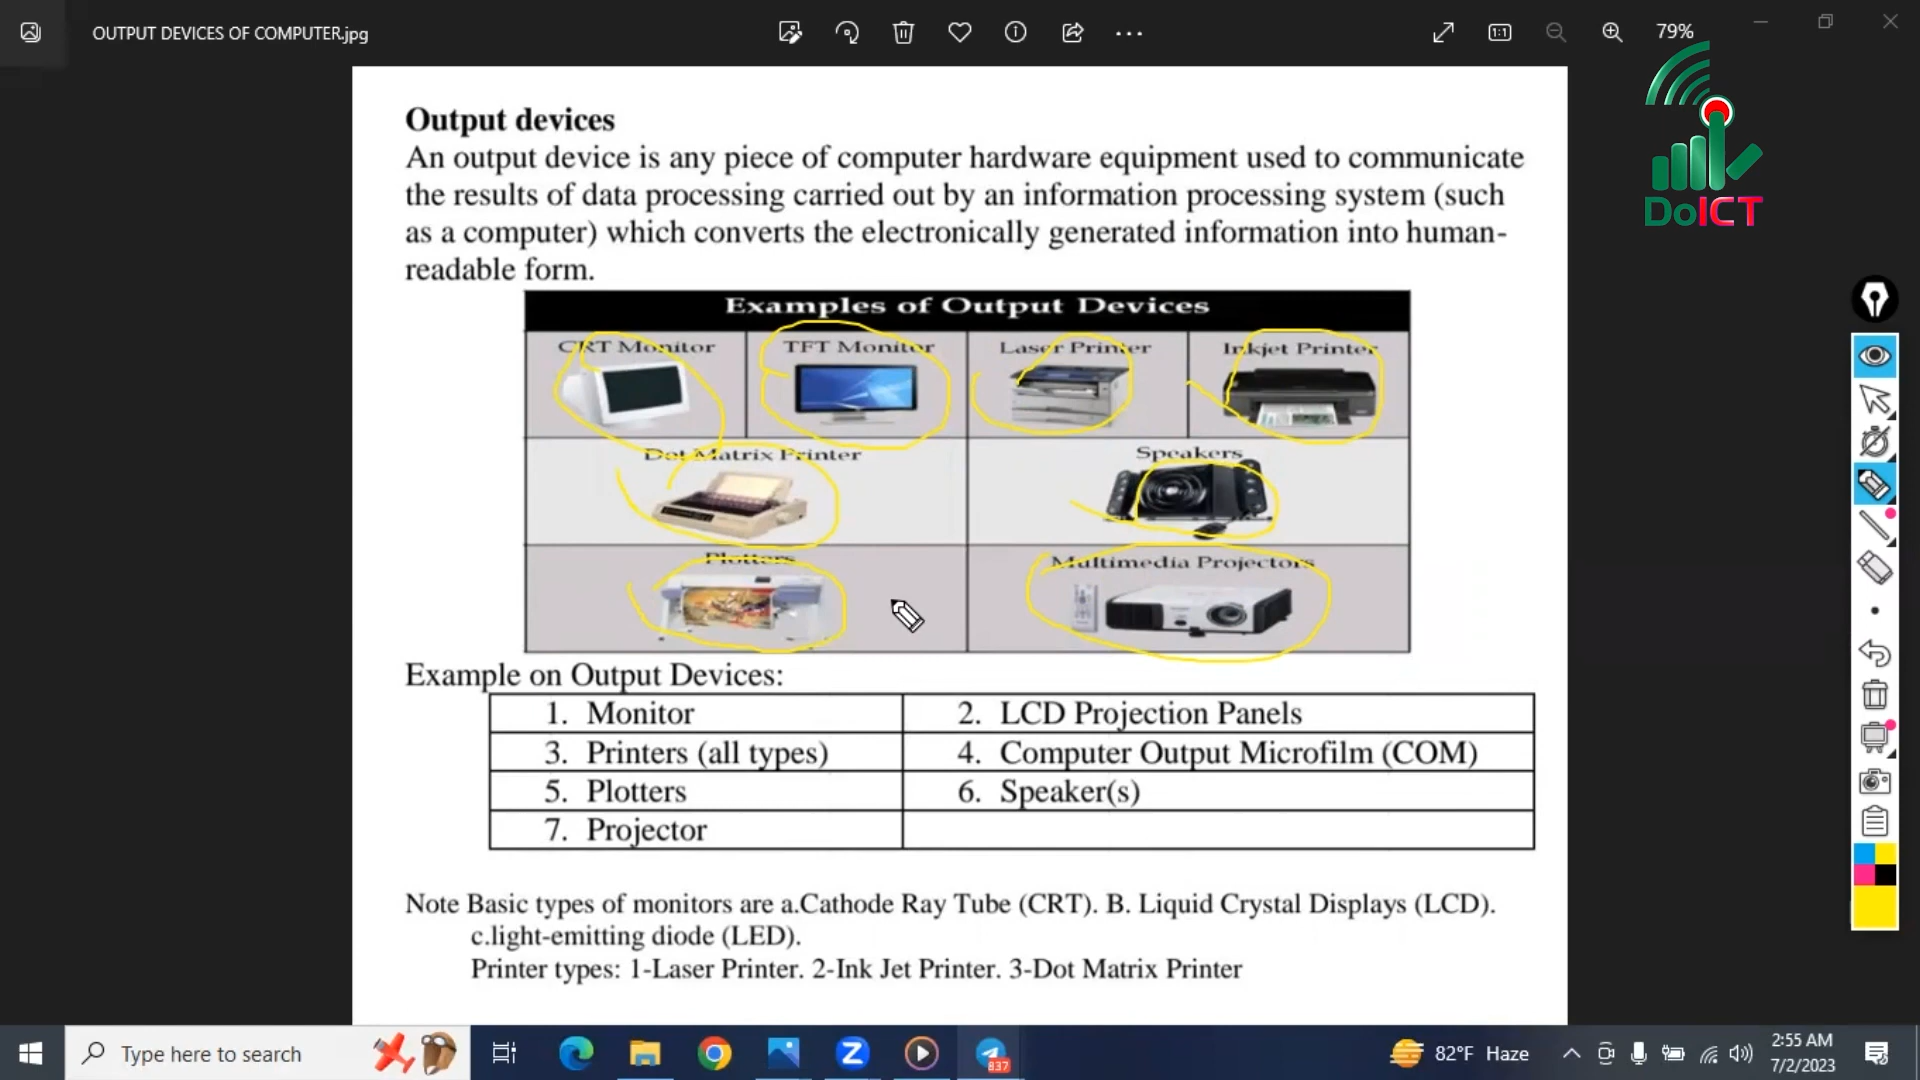 OUTPUT DEVICES OF COMPUTER.jpg
79%
DoICT
Output devices
An output device is any piece of computer hardware equipment used to communicate
the results of data processing carried out by an information processing system (such
as a computer) which converts the electronically generated information into human-
readable form.
Examples of Output Devices
CRT Monitor
TFT Monitor
Laser Printer
Inkjet Printer
Dot Matrix Printer
Speakers
Plotters
Multimedia Projectors
Example on Output Devices:
1. Monitor
2. LCD Projection Panels
3. Printers (all types)
4. Computer Output Microfilm (COM)
5. Plotters
6. Speaker(s)
7. Projector
Note Basic types of monitors are a.Cathode Ray Tube (CRT). B. Liquid Crystal Displays (LCD).
c.light-emitting diode (LED).
Printer types: 1-Laser Printer. 2-Ink Jet Printer. 3-Dot Matrix Printer
Type here to search
837
82°F Haze
2:55 AM
7/2/2023